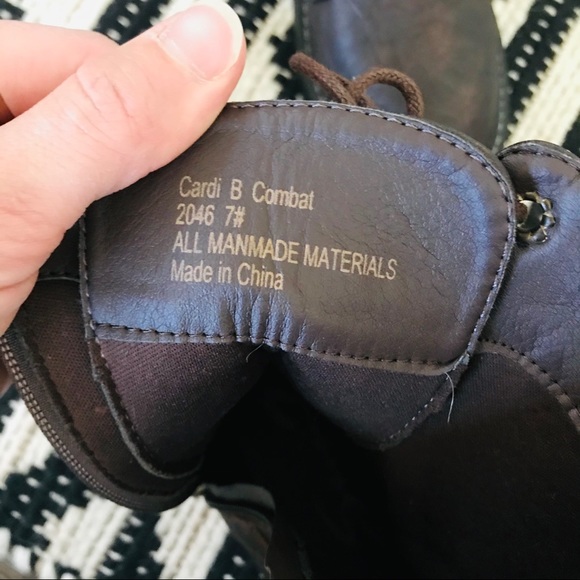 Cardi B Combat
2046 7#
ALL MANMADE MATERIALS
Made in China